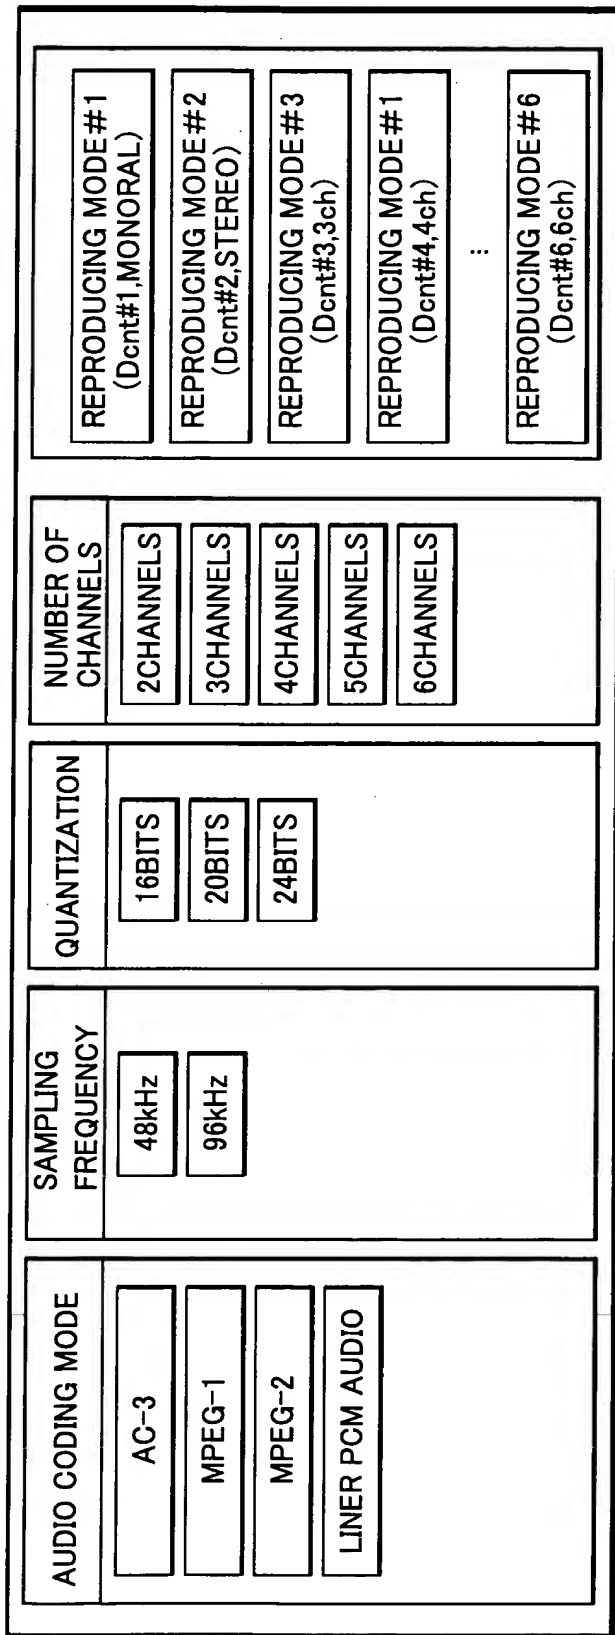 AUDIO CODING MODE
AC-3
MPEG-1
MPEG-2
LINER PCM AUDIO
SAMPLING
FREQUENCY
48kHz
96kHz
QUANTIZATION
16BITS
20BITS
24BITS
NUMBER OF
CHANNELS
2CHANNELS
3CHANNELS
4CHANNELS
5CHANNELS
6CHANNELS
REPRODUCING MODE#1
(Dcnt#1,MONORAL)
REPRODUCING MODE#2
(Dcnt#2,STEREO)
REPRODUCING MODE#3
(Dcnt#3,3ch)
REPRODUCING MODE#1
(Dcnt#4,4ch)
...
REPRODUCING MODE#6
(Dcnt#6,6ch)